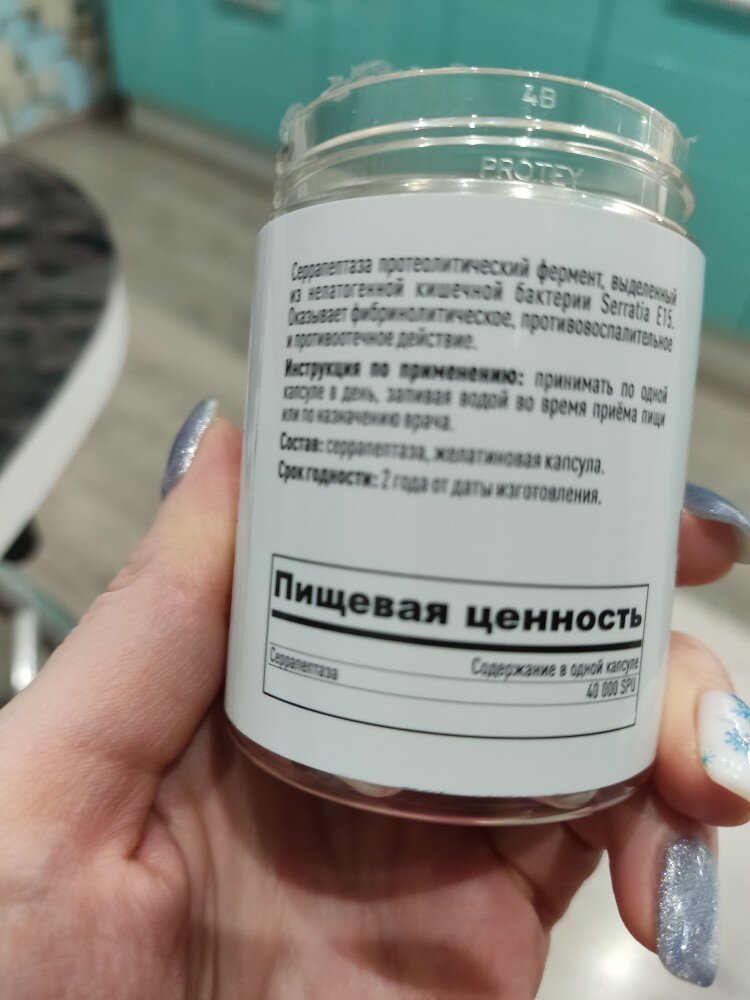 4B
PROTEY
Серрапептаза протеолитический фермент, выделенный
из непатогенной кишечной бактерии Serratia E15.
Оказывает фибринолитическое, противовоспалительное
и противоотечное действие.
Инструкция по применению: принимать по одной
капсуле в день, запивая водой во время приёма пищи
или по назначению врача.
Состав: серрапептаза, желатиновая капсула.
Срок годности: 2 года от даты изготовления.
Пищевая ценность
Содержание в одной капсуле
Серрапептаза 40 000 SPU